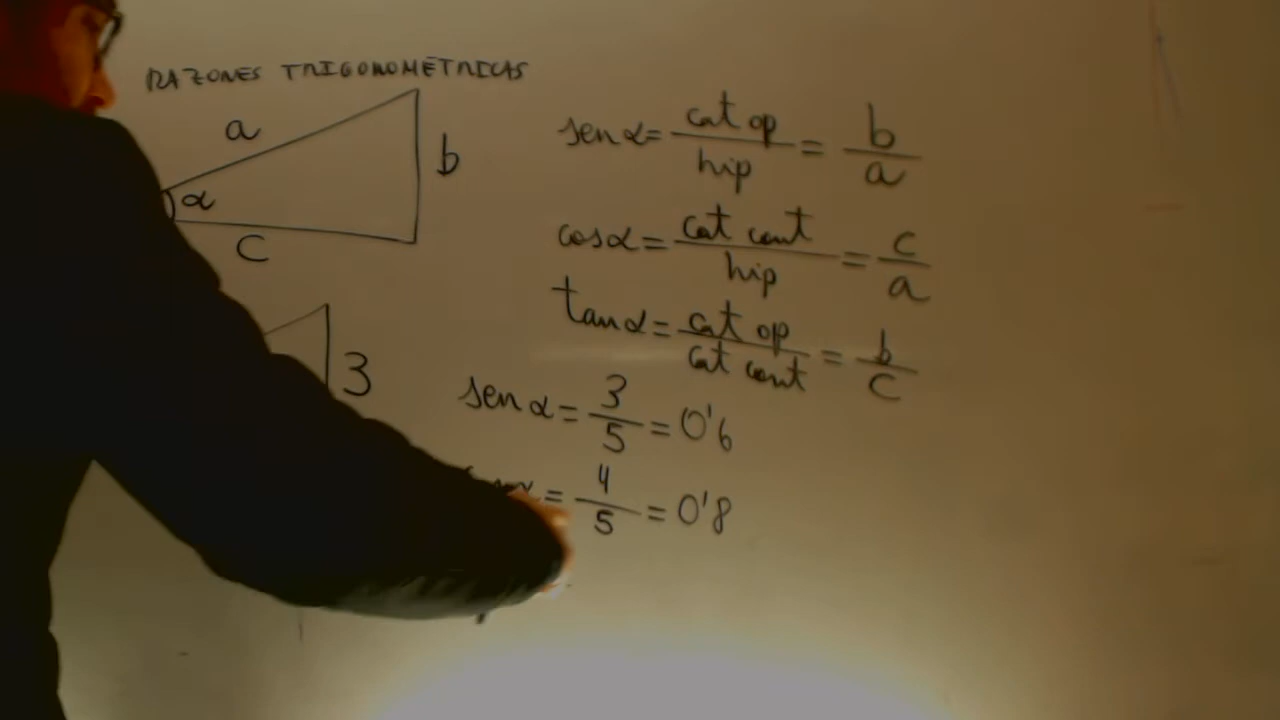 RAZONES TRIGONOMÉTRICAS
a
b
α
c
sen α = cat op / hip = b / a
cos α = cat cont / hip = c / a
tan α = cat op / cat cont = b / c
3
sen α = 3 / 5 = 0'6
= 4 / 5 = 0'8